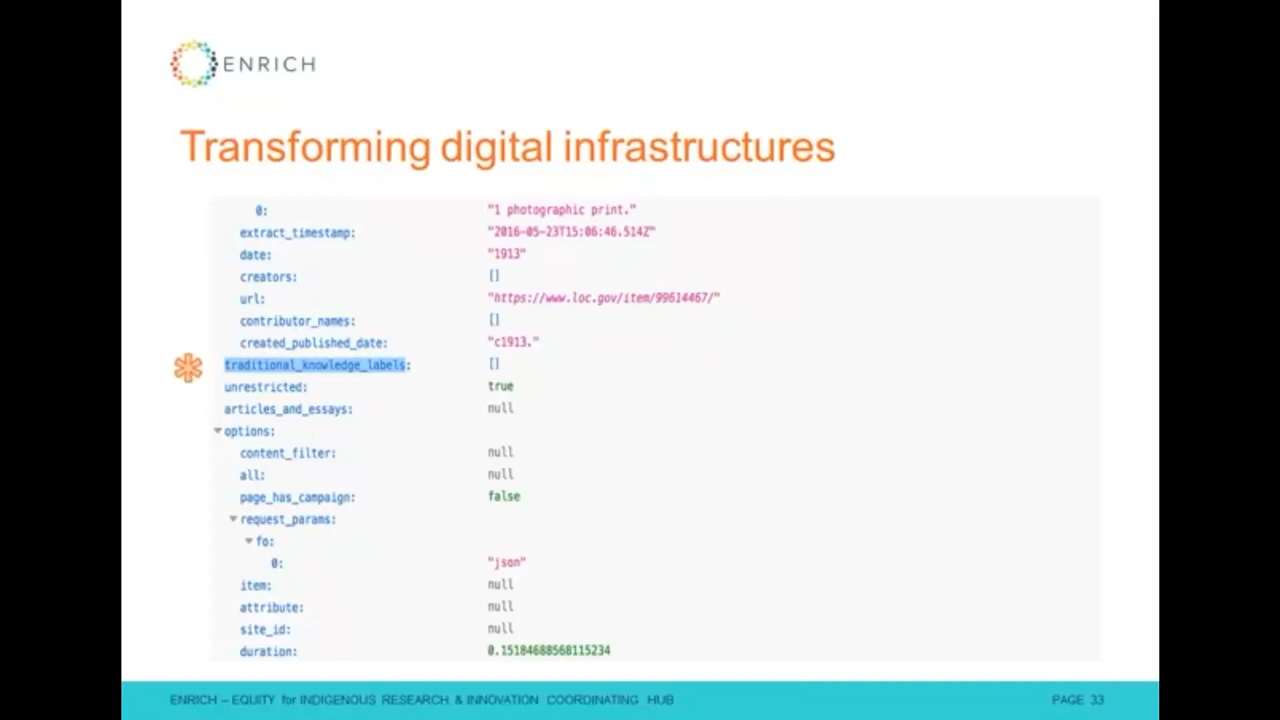 ENRICH
Transforming digital infrastructures
0: "1 photographic print."
extract_timestamp: "2016-05-23T15:06:46.514Z"
date: "1913"
creators: []
url: "https://www.loc.gov/item/99614467/"
contributor_names: []
created_published_date: "c1913."
traditional_knowledge_labels: []
unrestricted: true
articles_and_essays: null
options:
content_filter: null
all: null
page_has_campaign: false
request_params:
fo:
0: "json"
item: null
attribute: null
site_id: null
duration: 0.15184688568115234
ENRICH – EQUITY for INDIGENOUS RESEARCH & INNOVATION COORDINATING HUB PAGE 33